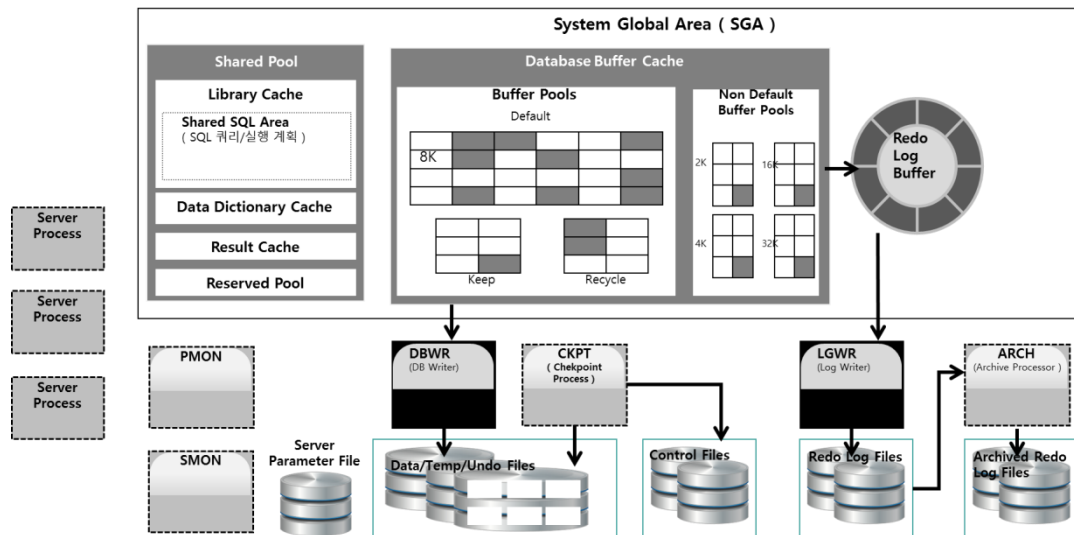 System Global Area ( SGA )
Shared Pool
Library Cache
Shared SQL Area
( SQL 쿼리/실행 계획 )
Data Dictionary Cache
Result Cache
Reserved Pool
Database Buffer Cache
Buffer Pools
Default
8K
Keep
Recycle
Non Default
Buffer Pools
2K
16K
4K
32K
Redo
Log
Buffer
Server
Process
Server
Process
Server
Process
PMON
SMON
DBWR
(DB Writer)
CKPT
( Chekpoint
Process )
LGWR
(Log Writer)
ARCH
(Archive Processor )
Server
Parameter File
Data/Temp/Undo Files
Control Files
Redo Log Files
Archived Redo
Log Files